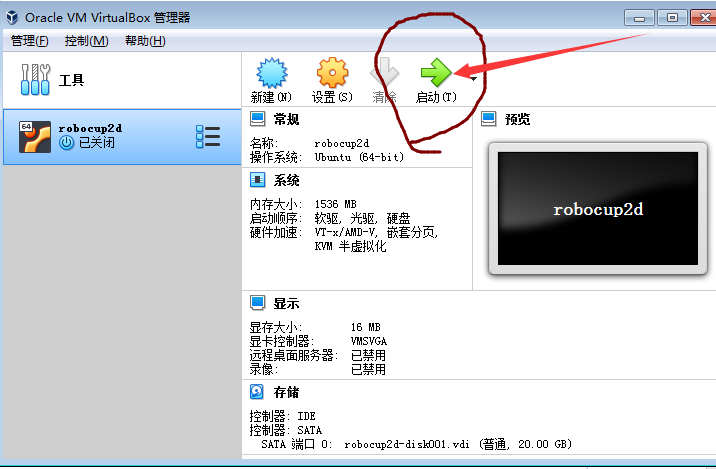 Oracle VM VirtualBox 管理器
管理(F) 控制(M) 帮助(H)
工具
新建(N) 设置(S) 清除 启动(T)
64
robocup2d
已关闭
常规
名称: robocup2d
操作系统: Ubuntu (64-bit)
预览
robocup2d
系统
内存大小: 1536 MB
启动顺序: 软驱, 光驱, 硬盘
硬件加速: VT-x/AMD-V, 嵌套分页,
KVM 半虚拟化
显示
显存大小: 16 MB
显卡控制器: VMSVGA
远程桌面服务器: 已禁用
录像: 已禁用
存储
控制器: IDE
控制器: SATA
SATA 端口 0: robocup2d-disk001.vdi (普通, 20.00 GB)